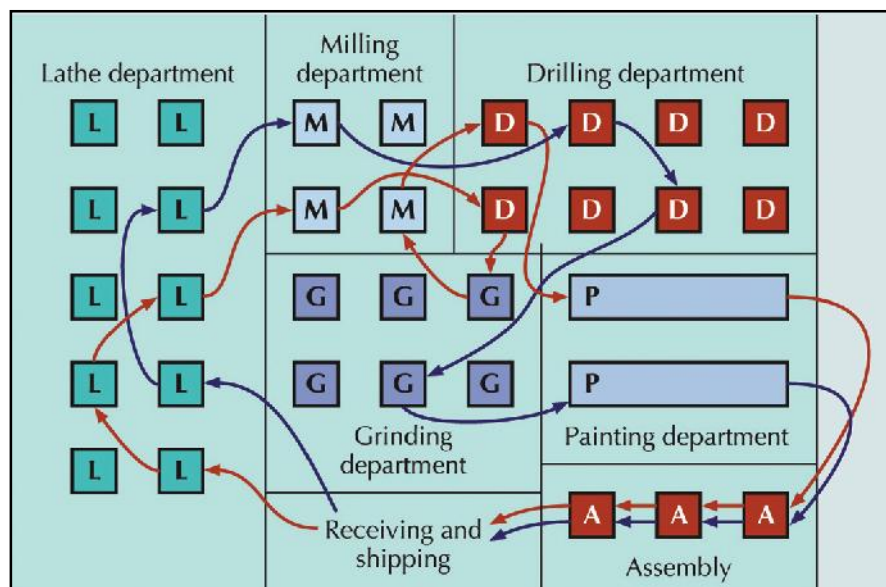 Lathe department
Milling
department
Drilling department
L L M M D D D D
L L M M D D D D
L L G G G P
L L G G G P
Grinding
department
Painting department
L L
Receiving and
shipping
A A A
Assembly